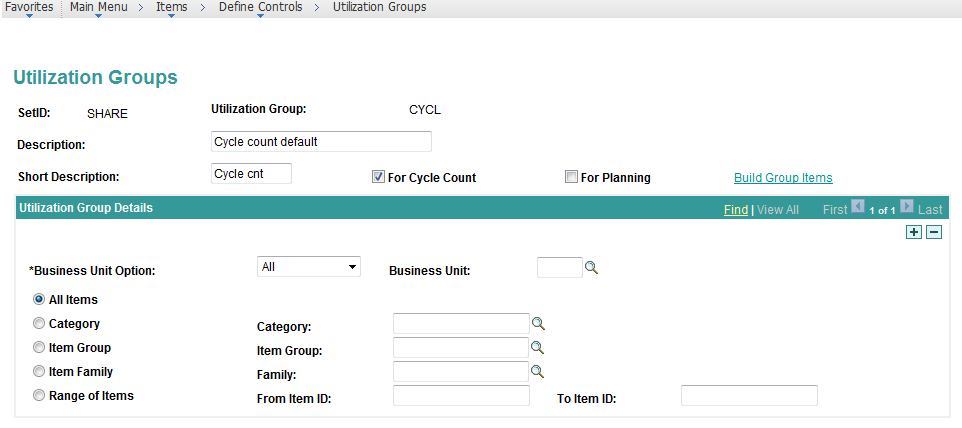 Favorites Main Menu > Items > Define Controls > Utilization Groups
Utilization Groups
SetID: SHARE Utilization Group: CYCL
Description: Cycle count default
Short Description: Cycle cnt For Cycle Count For Planning Build Group Items
Utilization Group Details Find | View All First 1 of 1 Last
*Business Unit Option: All Business Unit:
All Items
Category Category:
Item Group Item Group:
Item Family Family:
Range of Items From Item ID: To Item ID: